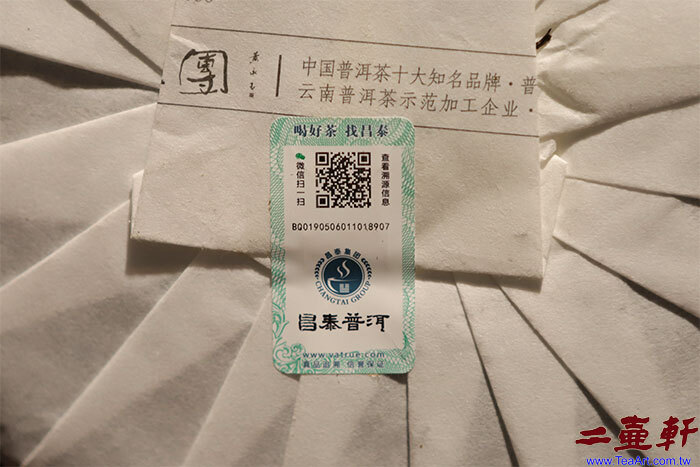 團
中国普洱茶十大知名品牌·普
云南普洱茶示范加工企业·
喝好茶 找昌泰
微信扫一扫
查看溯源信息
BQ0190506011018907
昌泰集团
CHANGTAI GROUP
昌泰普洱
www.vatrue.com
二壺軒
www.TeaArt.com.tw